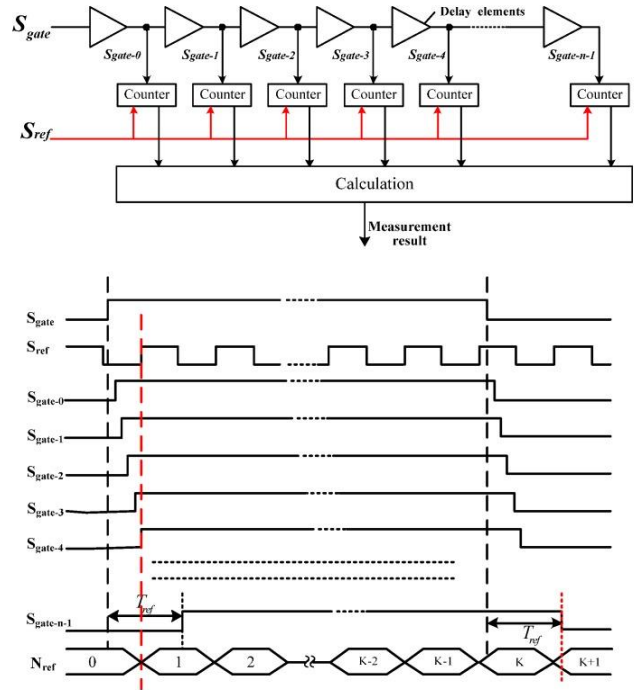 Delay elements
Sgate
Sgate-0 Sgate-1 Sgate-2 Sgate-3 Sgate-4 Sgate-n-1
Counter Counter Counter Counter Counter Counter
Sref
Calculation
Measurement
result
Sgate
Sref
Sgate-0
Sgate-1
Sgate-2
Sgate-3
Sgate-4
Tref
Sgate-n-1
Tref
Nref 0 1 2 K-2 K-1 K K+1